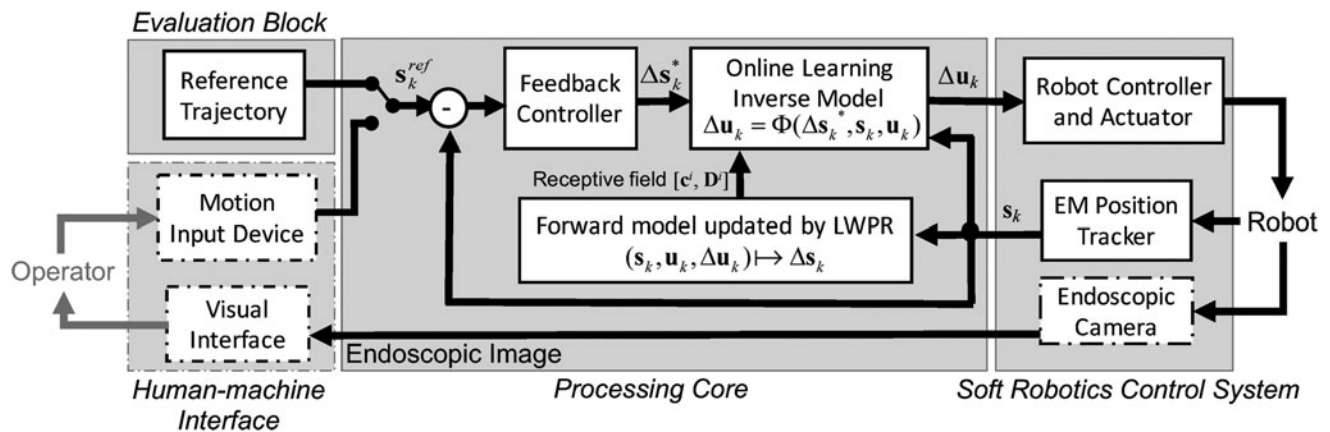 Evaluation Block
Reference
Trajectory
s_k^{ref}
-
Feedback
Controller
Δs_k^*
Online Learning
Inverse Model
Δu_k = Φ(Δs_k^*, s_k, u_k)
Δu_k
Robot Controller
and Actuator
Receptive field [c^i, D^i]
Motion
Input Device
Forward model updated by LWPR
(s_k, u_k, Δu_k) ↦ Δs_k
s_k
EM Position
Tracker
Robot
Operator
Visual
Interface
Endoscopic
Camera
Endoscopic Image
Human-machine
Interface
Processing Core
Soft Robotics Control System